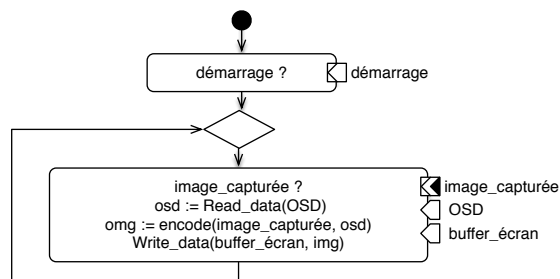 démarrage ?
démarrage
image_capturée ?
osd := Read_data(OSD)
omg := encode(image_capturée, osd)
Write_data(buffer_écran, img)
image_capturée
OSD
buffer_écran